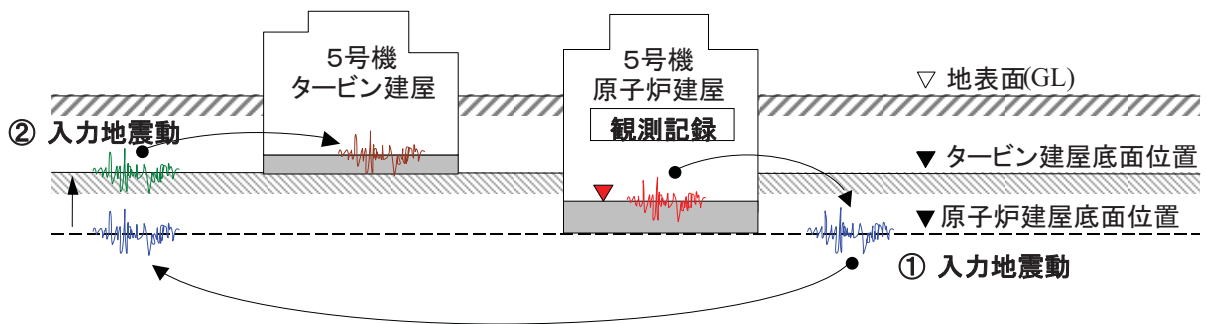 5号機
タービン建屋
5号機
原子炉建屋
観測記録
▽ 地表面(GL)
② 入力地震動
▼ タービン建屋底面位置
▼ 原子炉建屋底面位置
① 入力地震動